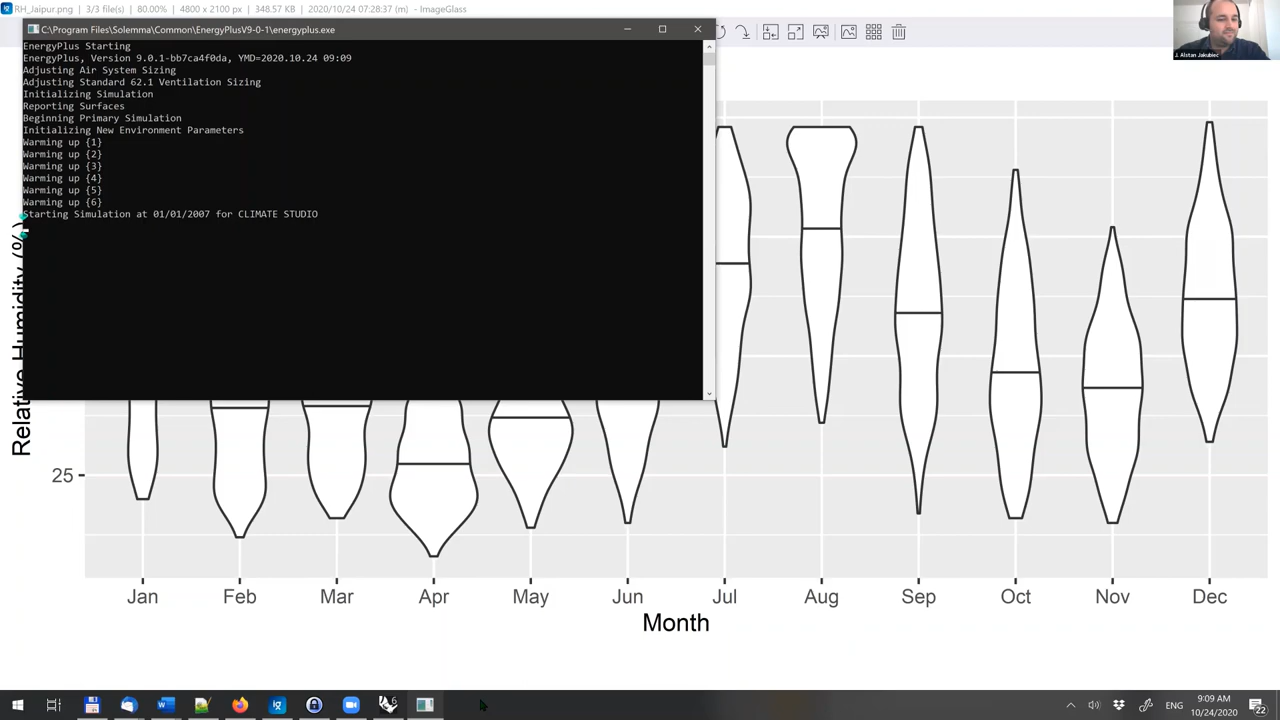 RH_Jaipur.png | 3/3 file(s) | 80.00% | 4800 x 2100 px | 348.57 KB | 2020/10/24 07:28:37 (m) - ImageGlass
C:\Program Files\Solemma\Common\EnergyPlusV9-0-1\energyplus.exe
EnergyPlus Starting
EnergyPlus, Version 9.0.1-bb7ca4f0da, YMD=2020.10.24 09:09
Adjusting Air System Sizing
Adjusting Standard 62.1 Ventilation Sizing
Initializing Simulation
Reporting Surfaces
Beginning Primary Simulation
Initializing New Environment Parameters
Warming up {1}
Warming up {2}
Warming up {3}
Warming up {4}
Warming up {5}
Warming up {6}
Starting Simulation at 01/01/2007 for CLIMATE STUDIO
Alstan Jakubiec
Relative Humidity (%)
25
Jan Feb Mar Apr May Jun Jul Aug Sep Oct Nov Dec
Month
ENG
9:09 AM
10/24/2020
22